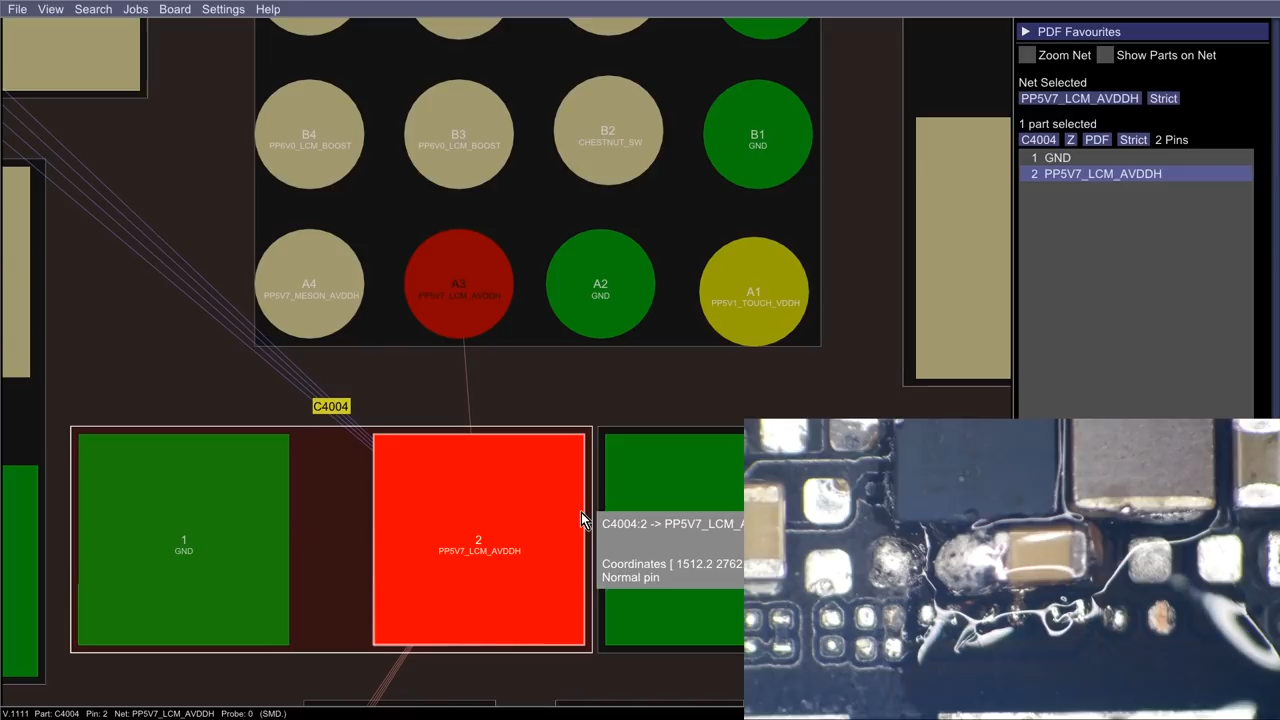 File View Jobs Board Settings Help
PDF Favourites
Zoom Net Show Parts on Net
Net Selected
PP5V7_LCM_AVDDH Strict
1 part selected
C4004 Z PDF Strict 2 Pins
1 GND
2 PP5V7_LCM_AVDDH
B4
PP6V0_LCM_BOOST
B3
PP6V0_LCM_BOOST
B2
CHESTNUT_SW
B1
GND
A4
PP5V7_MESON_AVDDH
A3
PP5V7_LCM_AVDDH
A2
GND
A1
PP5V1_TOUCH_VDDH
C4004
1
GND
2
PP5V7_LCM_AVDDH
C4004:2 -> PP5V7_LCM_A
Coordinates [ 1512.2 2762
Normal pin
V.1111 Part: C4004 Pin: 2 Net: PP5V7_LCM_AVDDH Probe: 0 (SMD.)